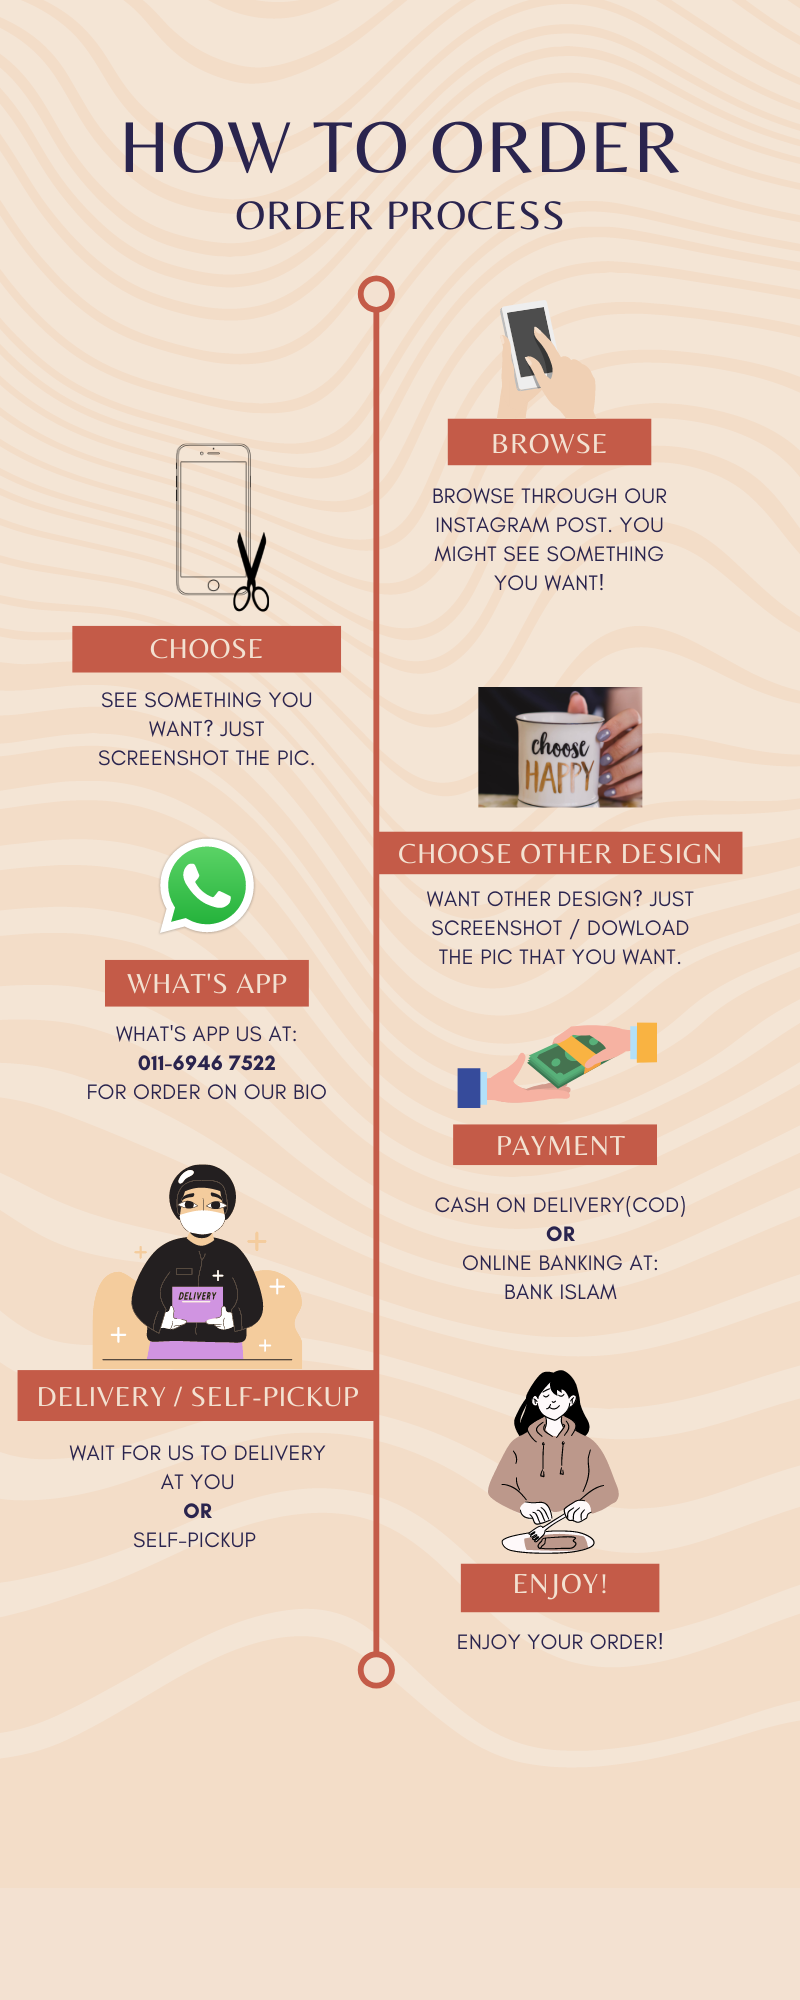 HOW TO ORDER
ORDER PROCESS
BROWSE
BROWSE THROUGH OUR
INSTAGRAM POST. YOU
MIGHT SEE SOMETHING
YOU WANT!
CHOOSE
SEE SOMETHING YOU
WANT? JUST
SCREENSHOT THE PIC.
choose
HAPPY
CHOOSE OTHER DESIGN
WANT OTHER DESIGN? JUST
SCREENSHOT / DOWLOAD
THE PIC THAT YOU WANT.
WHAT'S APP
WHAT'S APP US AT:
011-6946 7522
FOR ORDER ON OUR BIO
PAYMENT
CASH ON DELIVERY(COD)
OR
ONLINE BANKING AT:
BANK ISLAM
DELIVERY
DELIVERY / SELF-PICKUP
WAIT FOR US TO DELIVERY
AT YOU
OR
SELF-PICKUP
ENJOY!
ENJOY YOUR ORDER!